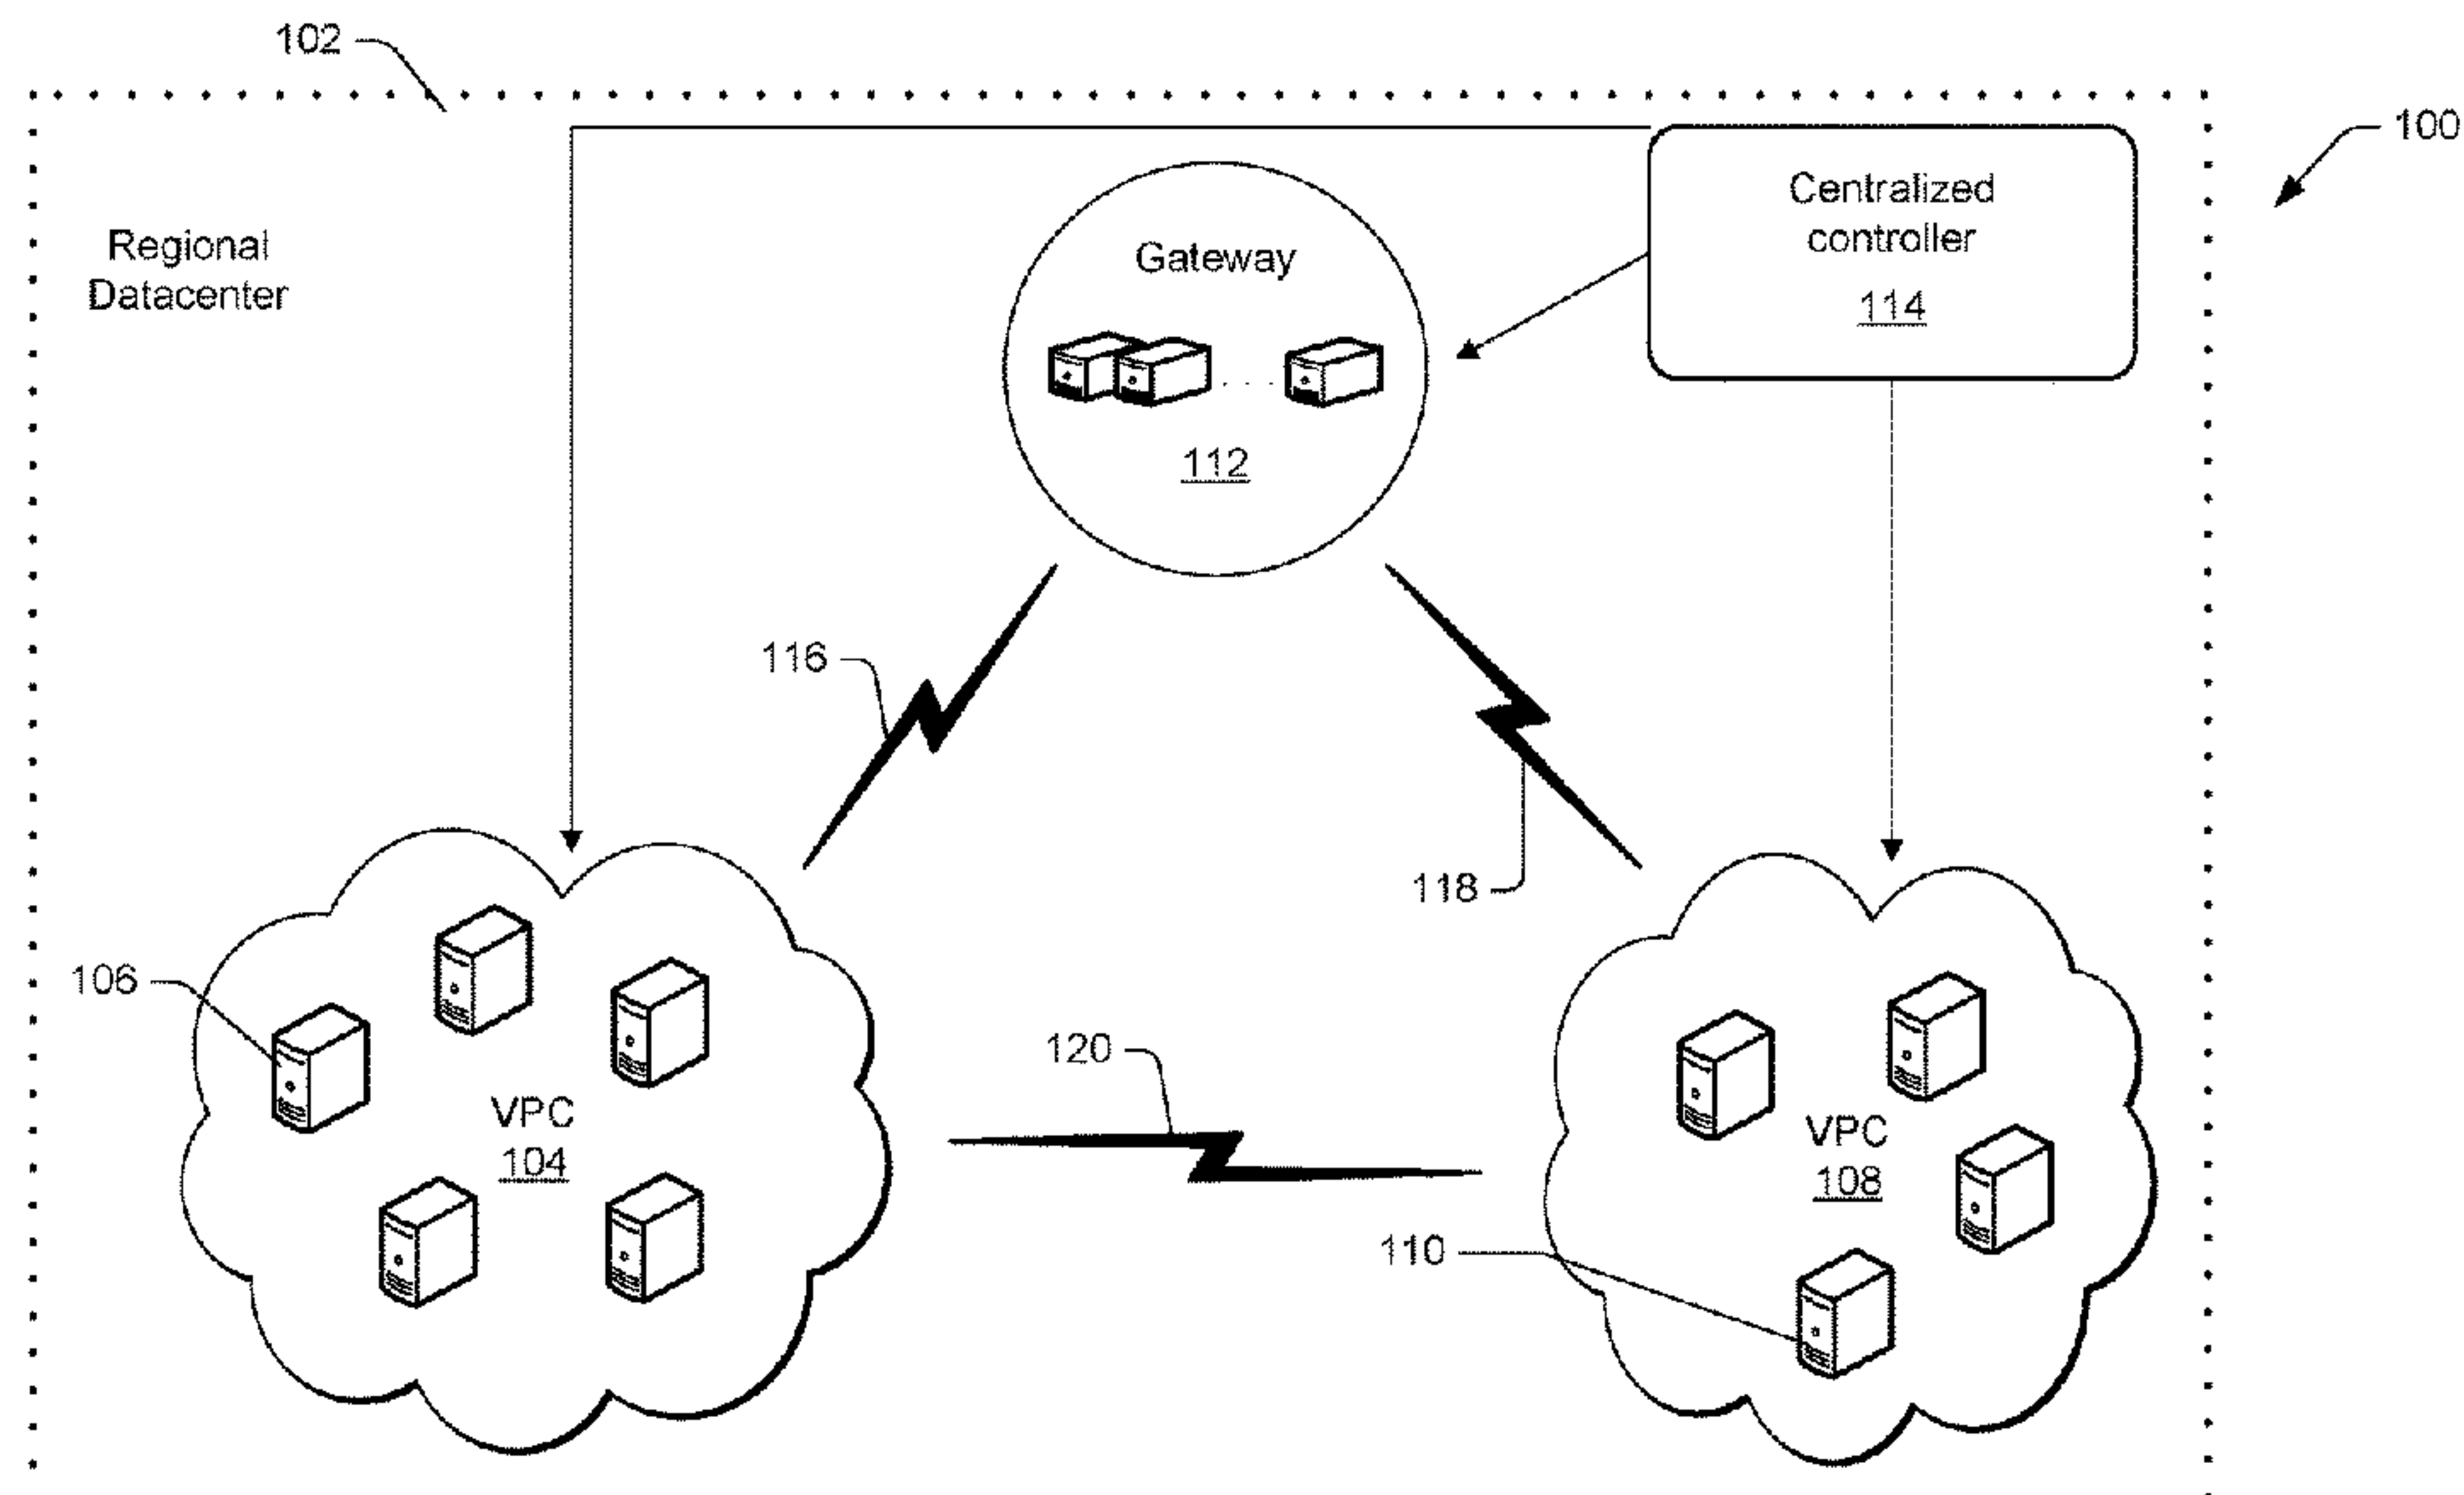 102
100
Centralized
controller
114
Regional
Datacenter
Gateway
112
116
118
106
120
VPC
104
VPC
108
110